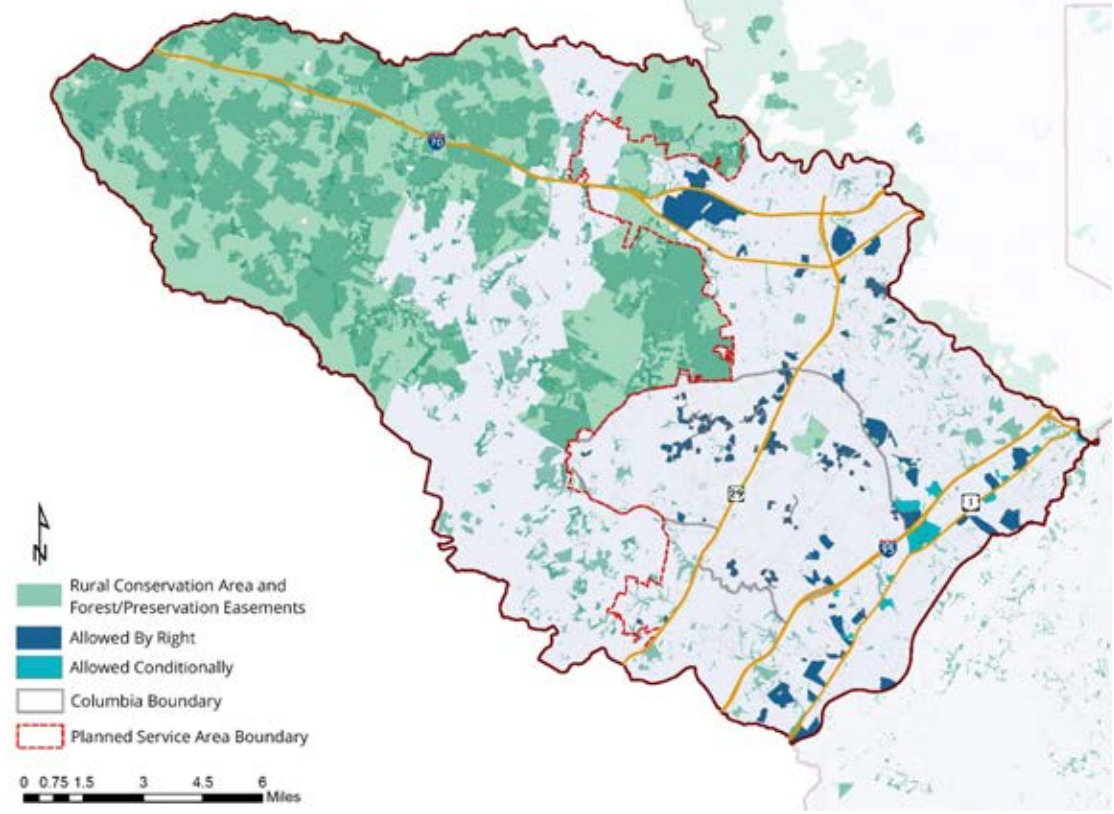 70
29
1
95
N
Rural Conservation Area and
Forest/Preservation Easements
Allowed By Right
Allowed Conditionally
Columbia Boundary
Planned Service Area Boundary
0 0.75 1.5 3 4.5 6
Miles